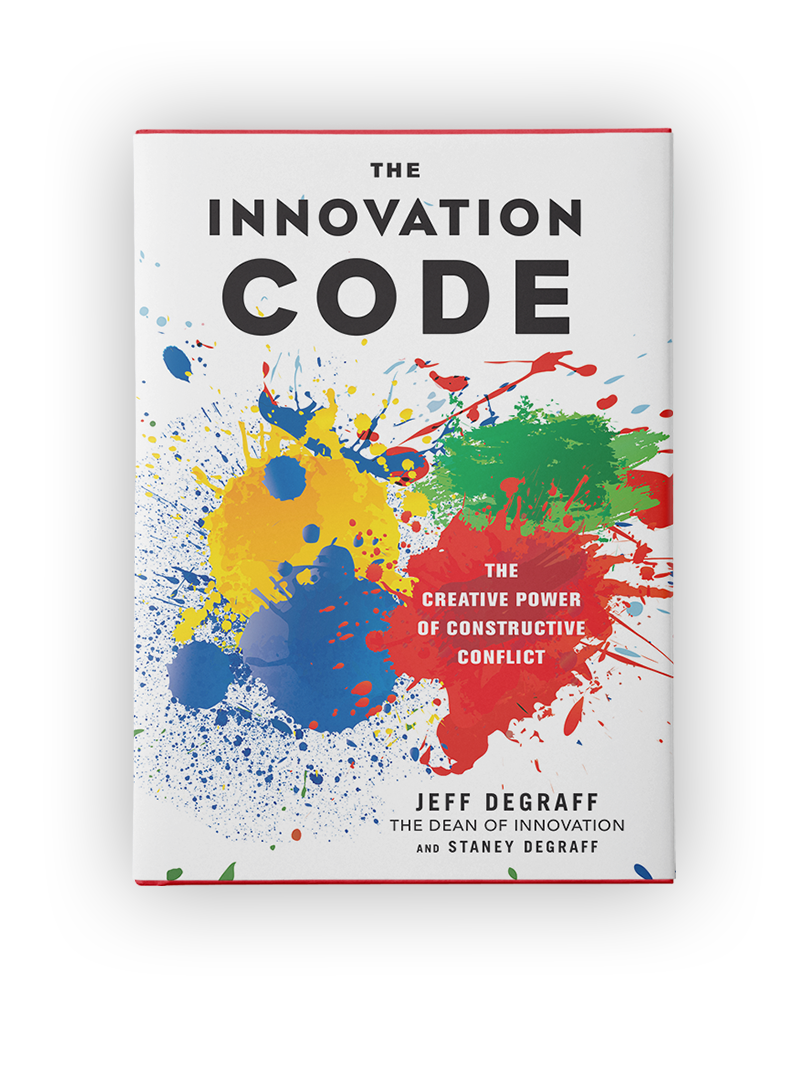 THE
INNOVATION
CODE
THE
CREATIVE POWER
OF CONSTRUCTIVE
CONFLICT
JEFF DEGRAFF
THE DEAN OF INNOVATION
AND STANEY DEGRAFF